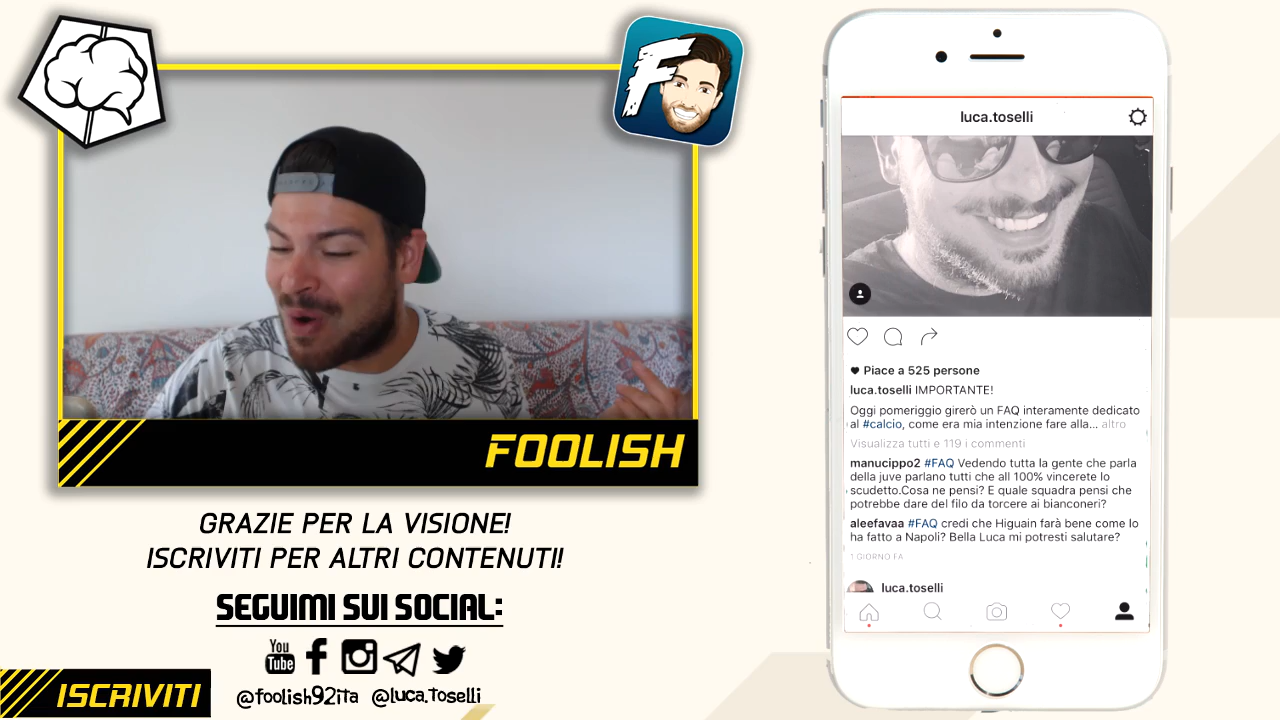 F
FOOLISH
GRAZIE PER LA VISIONE!
ISCRIVITI PER ALTRI CONTENUTI!
SEGUIMI SUI SOCIAL:
You
Tube
@foolish92ita @luca.toselli
ISCRIVITI
luca.toselli
Piace a 525 persone
luca.toselli IMPORTANTE!
Oggi pomeriggio girerò un FAQ interamente dedicato
al #calcio, come era mia intenzione fare alla... altro
Visualizza tutti e 119 i commenti
manucippo2 #FAQ Vedendo tutta la gente che parla
della juve parlano tutti che all 100% vincerete lo
scudetto.Cosa ne pensi? E quale squadra pensi che
potrebbe dare del filo da torcere ai bianconeri?
aleefavaa #FAQ credi che Higuain farà bene come lo
ha fatto a Napoli? Bella Luca mi potresti salutare?
1 GIORNO FA
luca.toselli